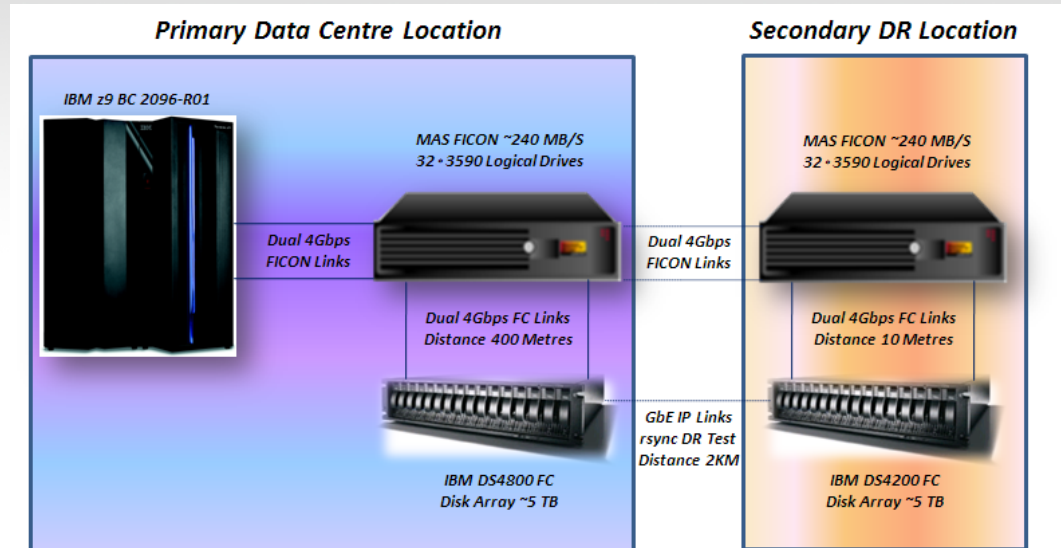 Primary Data Centre Location
Secondary DR Location
IBM z9 BC 2096-R01
MAS FICON ~240 MB/S
32 • 3590 Logical Drives
MAS FICON ~240 MB/S
32 • 3590 Logical Drives
Dual 4Gbps
FICON Links
Dual 4Gbps
FICON Links
Dual 4Gbps FC Links
Distance 400 Metres
Dual 4Gbps FC Links
Distance 10 Metres
GbE IP Links
rsync DR Test
Distance 2KM
IBM DS4800 FC
Disk Array ~5 TB
IBM DS4200 FC
Disk Array ~5 TB